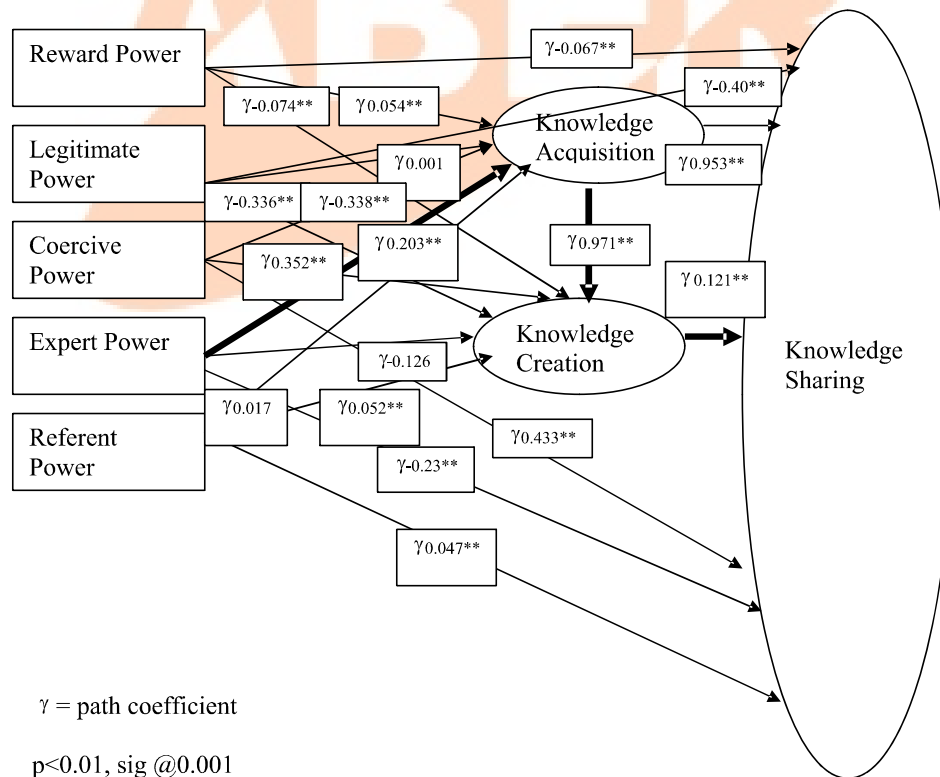 Reward Power
Legitimate
Power
Coercive
Power
Expert Power
Referent
Power
γ-0.067**
γ-0.40**
γ-0.074**
γ0.054**
Knowledge
Acquisition
γ0.001
γ0.953**
γ-0.336**
γ-0.338**
γ0.203**
γ0.971**
γ0.352**
γ0.121**
Knowledge
Creation
Knowledge
Sharing
γ-0.126
γ0.017
γ0.052**
γ0.433**
γ-0.23**
γ0.047**
γ = path coefficient
p<0.01, sig @0.001